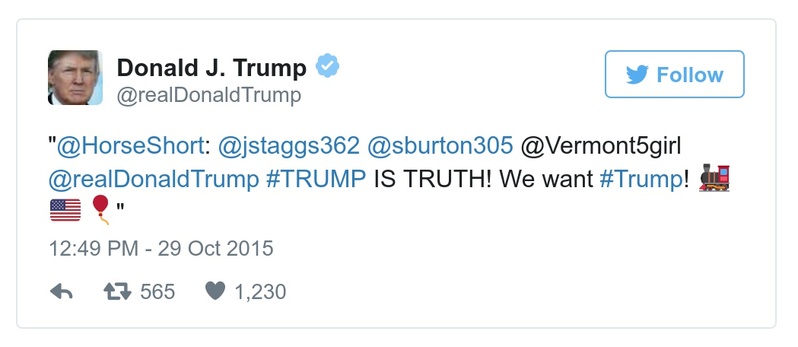 Donald J. Trump
@realDonaldTrump
Follow
"@HorseShort: @jstaggs362 @sburton305 @Vermont5girl
@realDonaldTrump #TRUMP IS TRUTH! We want #Trump! 🚂
🇺🇸 🎈 "
12:49 PM - 29 Oct 2015
565 1,230